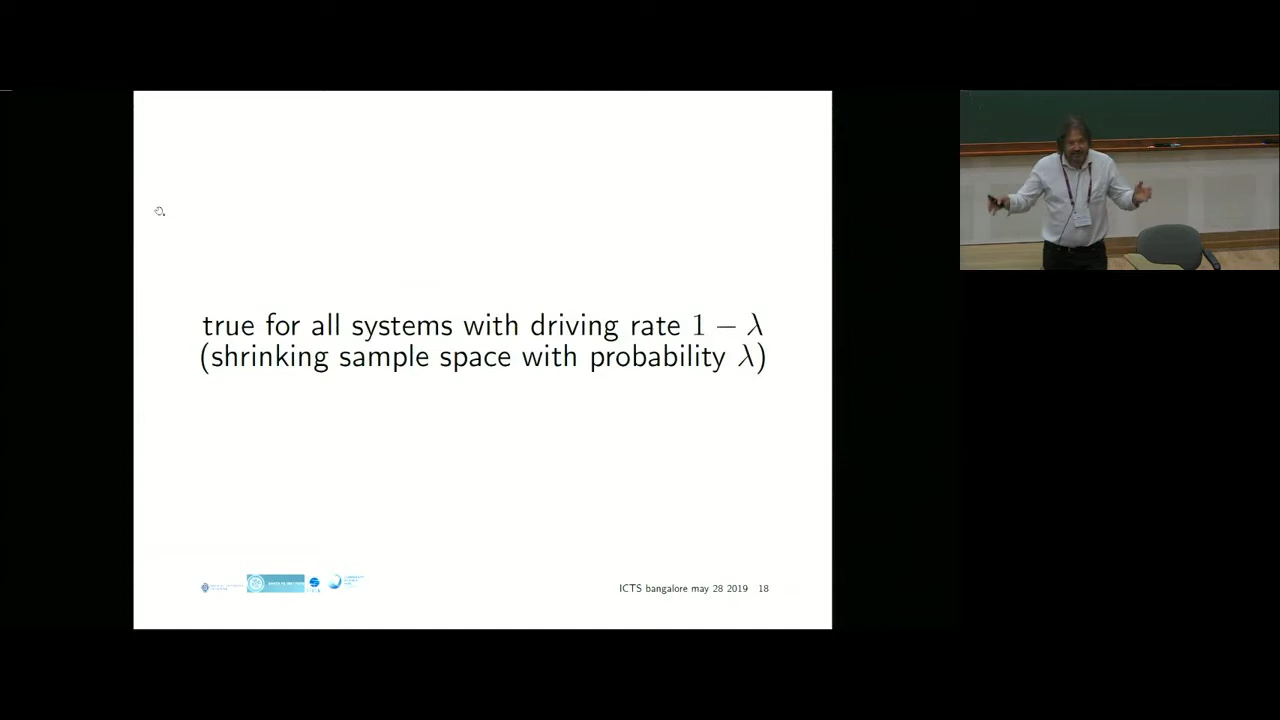 true for all systems with driving rate 1 − λ
(shrinking sample space with probability λ)
ICTS bangalore may 28 2019 18